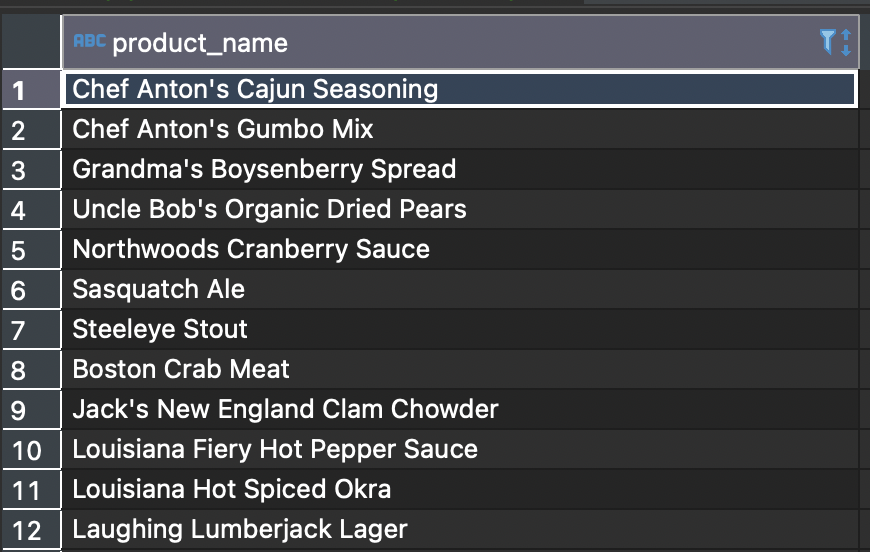 ABC product_name
1 Chef Anton's Cajun Seasoning
2 Chef Anton's Gumbo Mix
3 Grandma's Boysenberry Spread
4 Uncle Bob's Organic Dried Pears
5 Northwoods Cranberry Sauce
6 Sasquatch Ale
7 Steeleye Stout
8 Boston Crab Meat
9 Jack's New England Clam Chowder
10 Louisiana Fiery Hot Pepper Sauce
11 Louisiana Hot Spiced Okra
12 Laughing Lumberjack Lager